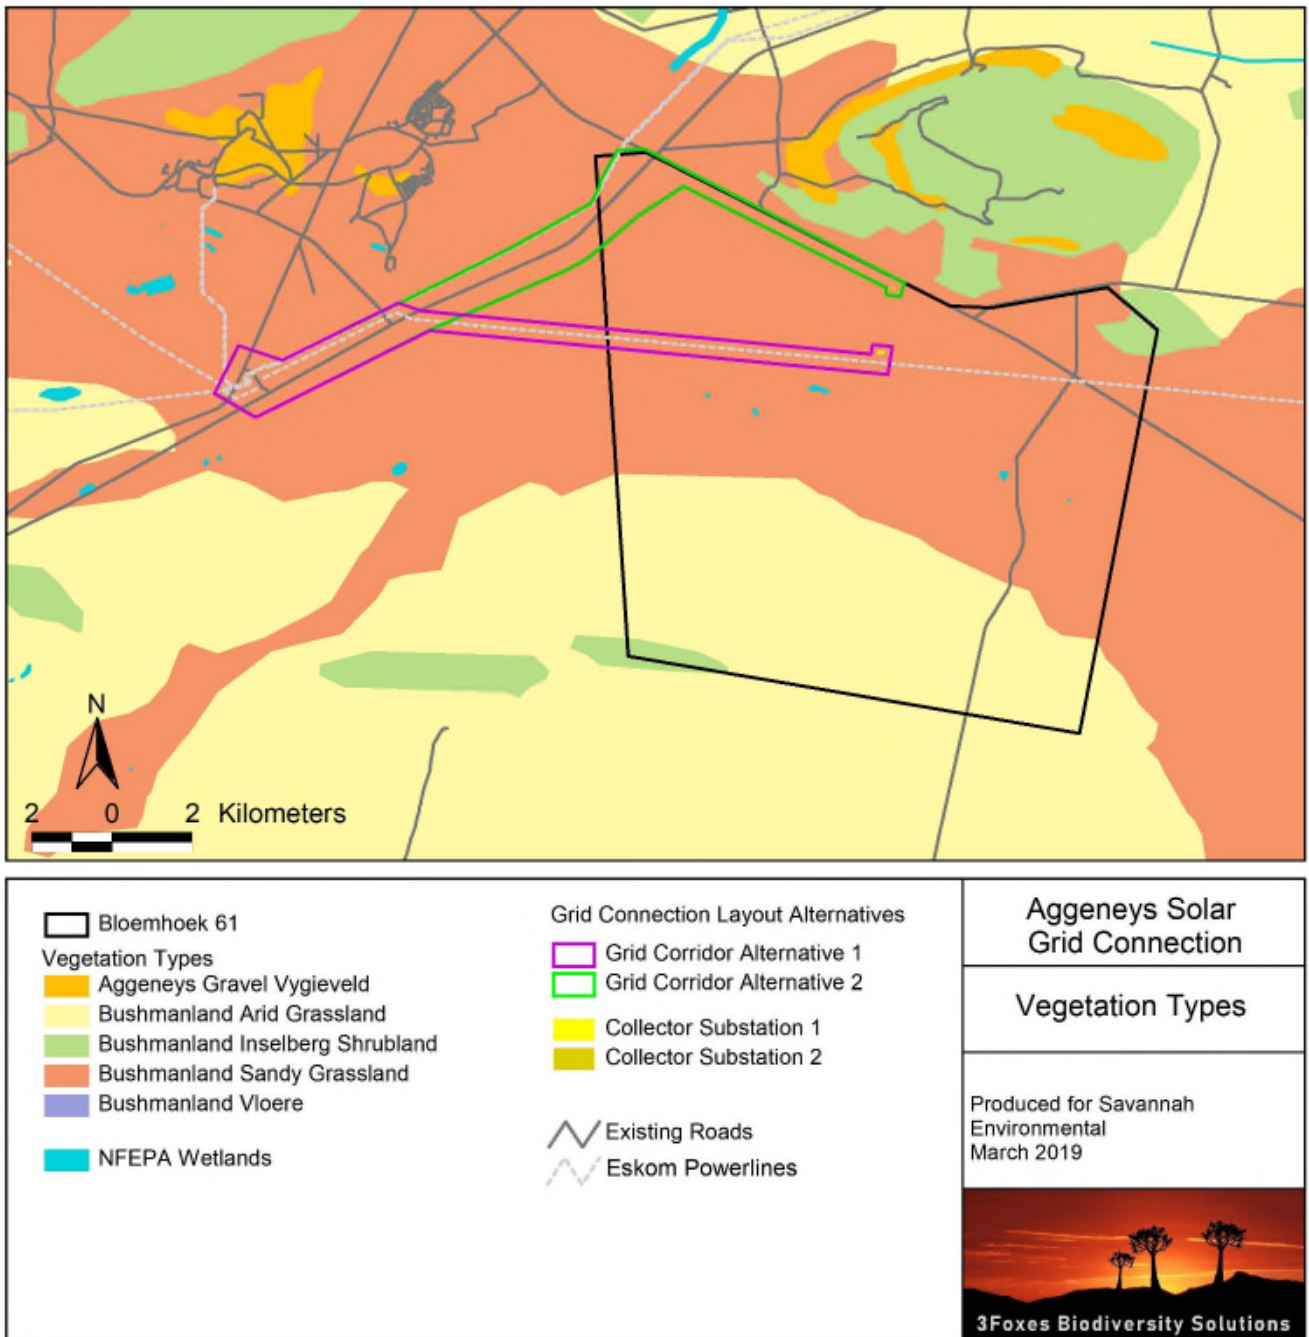 N
2 0 2 Kilometers
Bloemhoek 61
Vegetation Types
Aggeneys Gravel Vygieveld
Bushmanland Arid Grassland
Bushmanland Inselberg Shrubland
Bushmanland Sandy Grassland
Bushmanland Vloere
NFEPA Wetlands
Grid Connection Layout Alternatives
Grid Corridor Alternative 1
Grid Corridor Alternative 2
Collector Substation 1
Collector Substation 2
Existing Roads
Eskom Powerlines
Aggeneys Solar
Grid Connection
Vegetation Types
Produced for Savannah
Environmental
March 2019
3Foxes Biodiversity Solutions